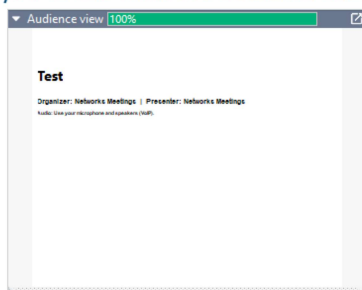 Audience view 100%
Test
Organizer: Networks Meetings | Presenter: Networks Meetings
Audio: Use your microphone and speakers (VoIP).